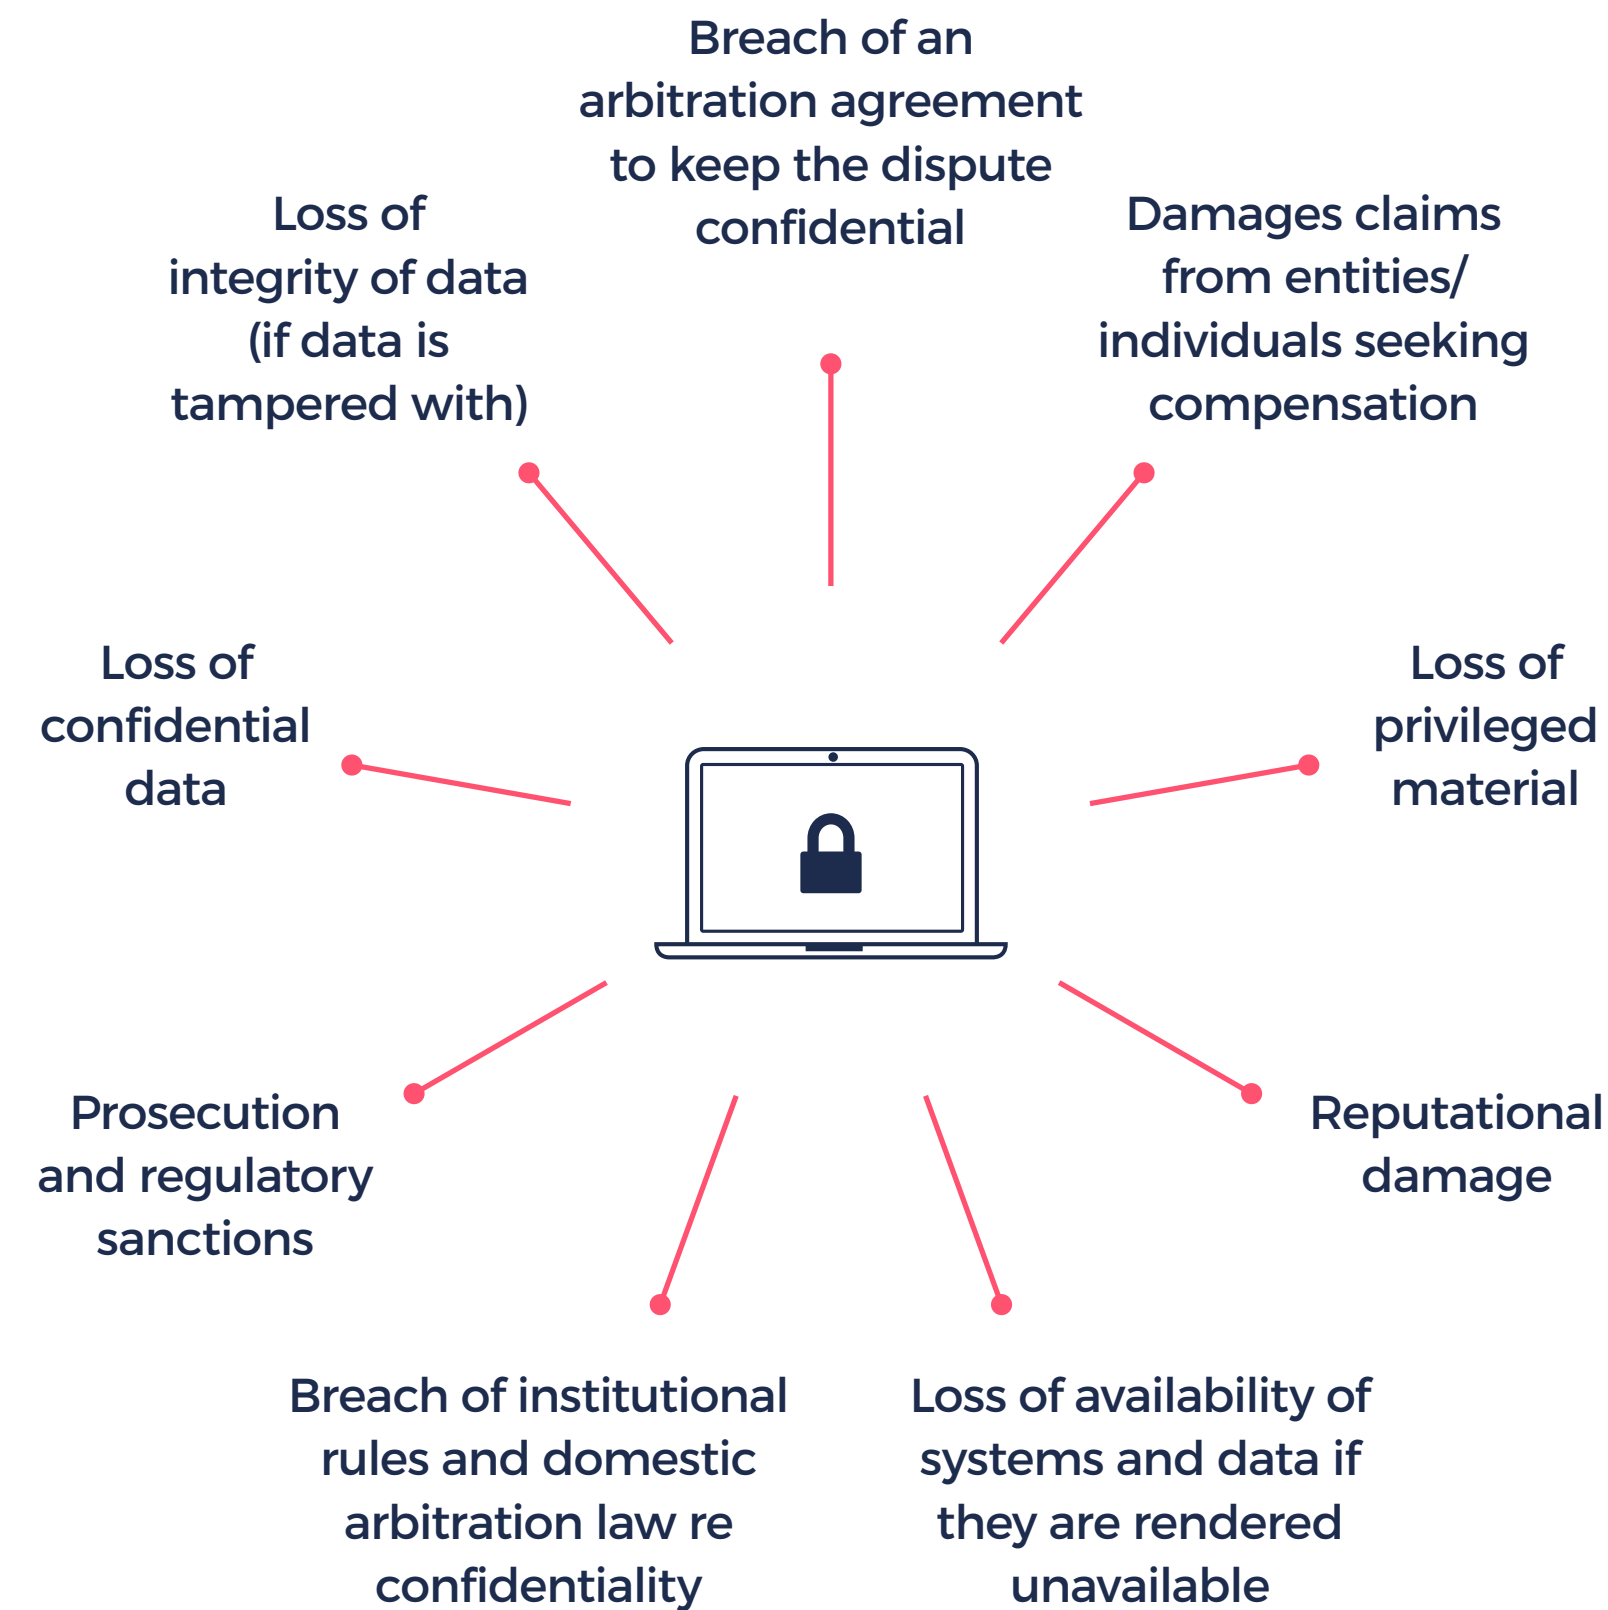 Breach of an
arbitration agreement
to keep the dispute
confidential
Damages claims
from entities/
individuals seeking
compensation
Loss of
privileged
material
Reputational
damage
Loss of availability of
systems and data if
they are rendered
unavailable
Breach of institutional
rules and domestic
arbitration law re
confidentiality
Prosecution
and regulatory
sanctions
Loss of
confidential
data
Loss of
integrity of data
(if data is
tampered with)